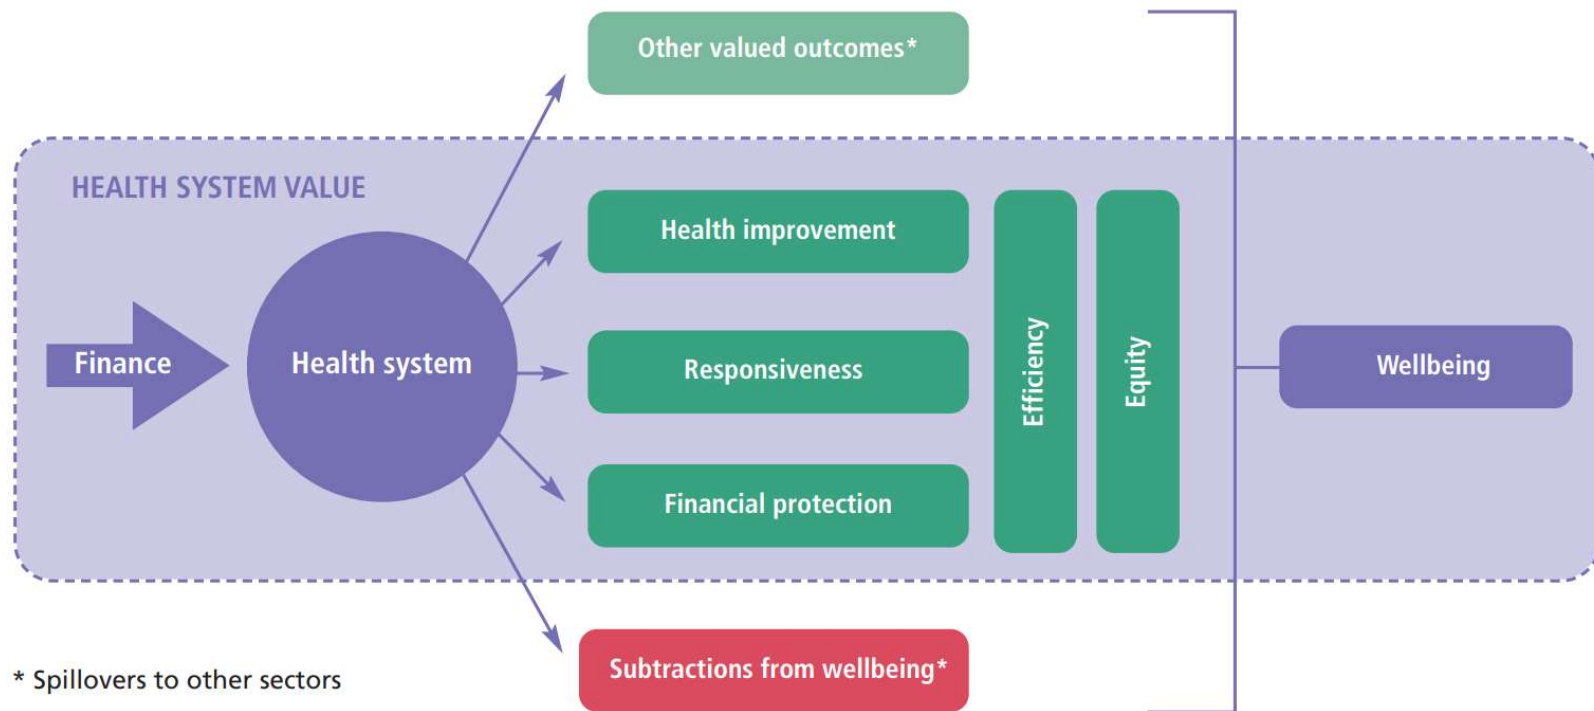 Other valued outcomes*
HEALTH SYSTEM VALUE
Finance
Health system
Health improvement
Responsiveness
Financial protection
Efficiency
Equity
Wellbeing
Subtractions from wellbeing*
* Spillovers to other sectors